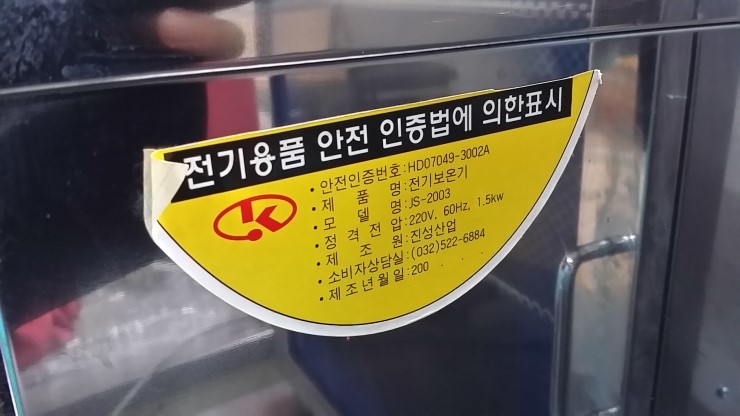 전기용품 안전 인증법에 의한표시
• 안전인증번호:HD07049-3002A
• 제 품 명:전기보온기
• 모 델 명:JS-2003
• 정 격 전 압:220V, 60Hz, 1.5kw
• 제 조 원:진성산업
• 소비자상담실:(032)522-6884
• 제 조 년 월 일:200 . . .